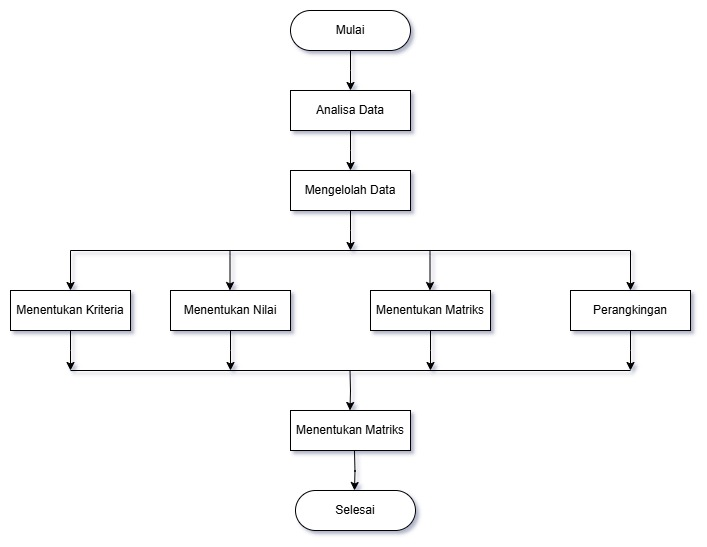 Mulai
Analisa Data
Mengelolah Data
Menentukan Kriteria
Menentukan Nilai
Menentukan Matriks
Perangkingan
Menentukan Matriks
Selesai